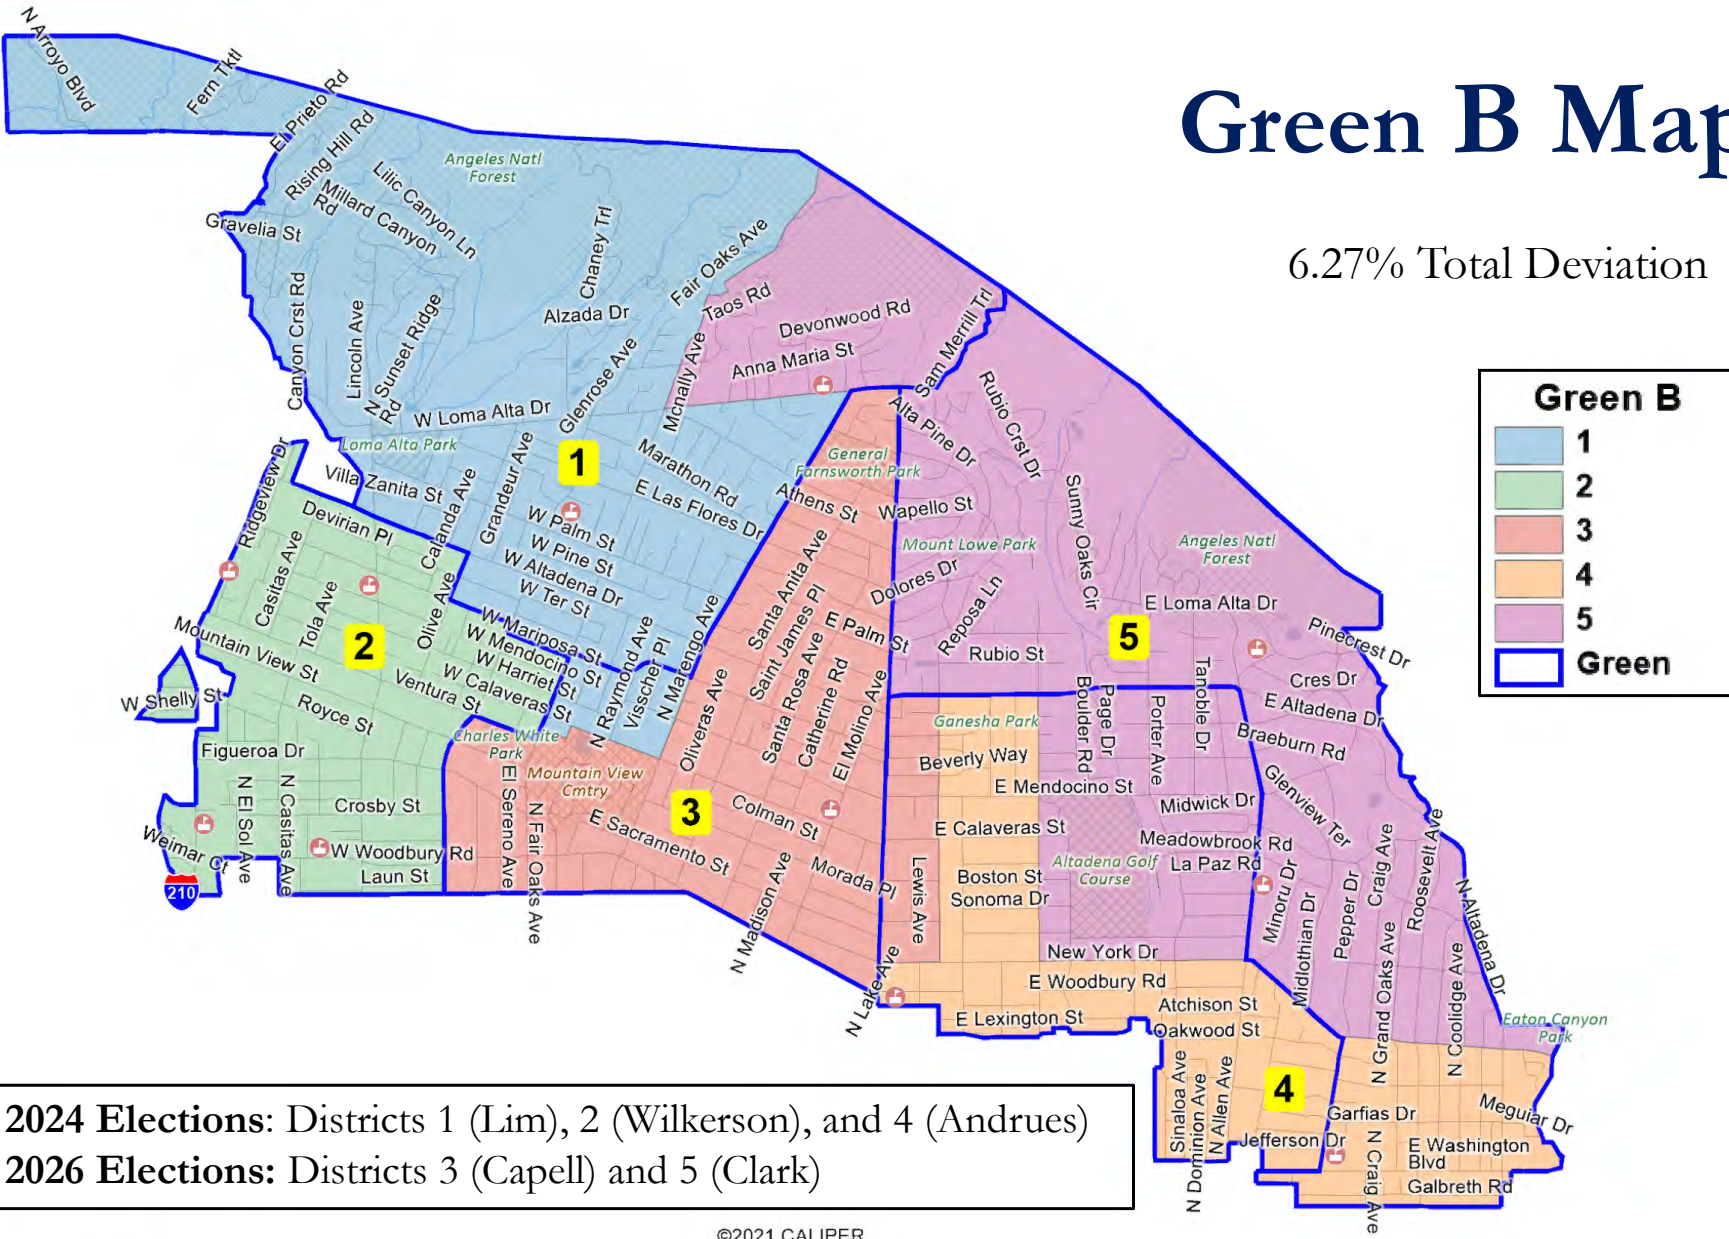 Green B Map
6.27% Total Deviation
N Arroyo Blvd
Fern Tktl
El Prieto Rd
Rising Hill Rd
Millard Canyon
Rd
Lilic Canyon Ln
Angeles Natl
Forest
Gravelia St
Canyon Crst Rd
Lincoln Ave
N Sunset Ridge
Rd
Chaney Trl
Alzada Dr
Fair Oaks Ave
Taos Rd
Devonwood Rd
Anna Maria St
Mcnally Ave
Glenrose Ave
Sam Merrill Trl
W Loma Alta Dr
Loma Alta Park
Villa Zanita St
1
Marathon Rd
E Las Flores Dr
Grandeur Ave
Calanda Ave
W Palm St
W Pine St
W Altadena Dr
W Ter St
W Mariposa St
W Mendocino St
W Harriet St
W Calaveras St
N Raymond Ave
Visscher Pl
N Marengo Ave
Ridgeview Dr
Devirian Pl
Casitas Ave
Tola Ave
Olive Ave
2
Mountain View St
W Shelly St
Ventura St
Royce St
Figueroa Dr
N El Sol Ave
N Casitas Ave
Crosby St
W Woodbury Rd
Laun St
Weimar Ct
210
Charles White
Park
Mountain View
Cmtry
El Sereno Ave
N Fair Oaks Ave
General
Farnsworth Park
Athens St
Santa Anita Ave
Saint James Pl
Santa Rosa Ave
Catherine Rd
E Palm St
El Molino Ave
Oliveras Ave
3
Colman St
E Sacramento St
Morada Pl
N Madison Ave
N Lake Ave
Alta Pine Dr
Rubio Crst Dr
Wapello St
Mount Lowe Park
Dolores Dr
Reposa Ln
Sunny Oaks Cir
Angeles Natl
Forest
E Loma Alta Dr
5
Rubio St
Pinecrest Dr
Cres Dr
E Altadena Dr
Braeburn Rd
Tanoble Dr
Boulder Rd
Page Dr
Porter Ave
Ganesha Park
Beverly Way
E Mendocino St
Midwick Dr
Glenview Ter
E Calaveras St
Meadowbrook Rd
La Paz Rd
Altadena Golf
Course
Boston St
Sonoma Dr
Lewis Ave
New York Dr
Minoru Dr
Midlothian Dr
Pepper Dr
Craig Ave
Roosevelt Ave
N Altadena Dr
N Grand Oaks Ave
N Coolidge Ave
Eaton Canyon
Park
E Woodbury Rd
Atchison St
E Lexington St
Oakwood St
Sinaloa Ave
N Dominion Ave
N Allen Ave
4
Garfias Dr
Jefferson Dr
Meguiar Dr
E Washington
Blvd
N Craig Ave
Galbreth Rd
Green B
1
2
3
4
5
Green
2024 Elections: Districts 1 (Lim), 2 (Wilkerson), and 4 (Andrues)
2026 Elections: Districts 3 (Capell) and 5 (Clark)
©2021 CALIPER